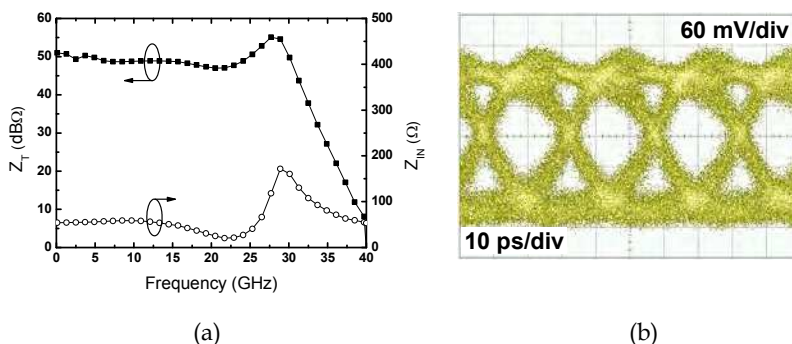 60
50
40
30
20
10
0
Z_T (dBΩ)
500
400
300
200
100
0
Z_IN (Ω)
0 5 10 15 20 25 30 35 40
Frequency (GHz)
(a)
60 mV/div
10 ps/div
(b)